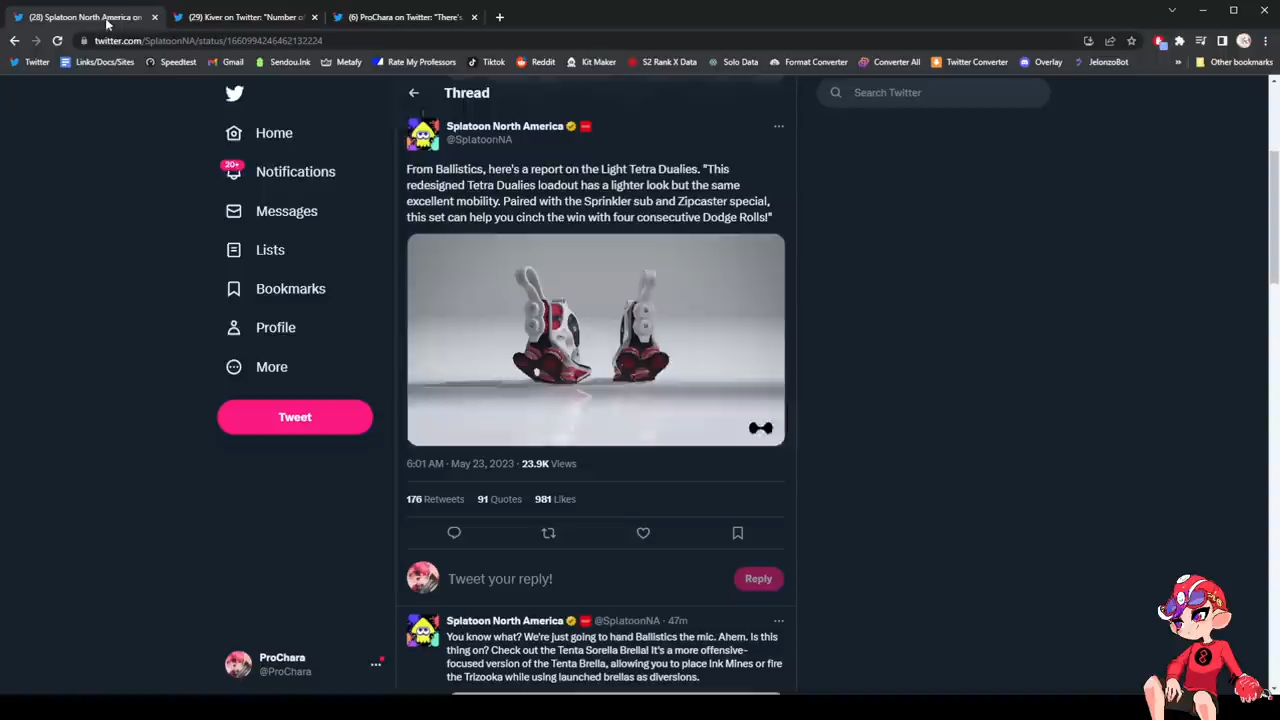 (28) Splatoon North America on
(29) Kiver on Twitter: "Number of
(6) ProChara on Twitter: "There's
twitter.com/SplatoonNA/status/1660994246462132224
Twitter
Links/Docs/Sites
Speedtest
Gmail
Sendou.Ink
Metafy
Rate My Professors
Tiktok
Reddit
Kit Maker
S2 Rank X Data
Solo Data
Format Converter
Converter All
Twitter Converter
Overlay
JelonzoBot
Other bookmarks
Thread
Search Twitter
Home
20+
Notifications
Messages
Lists
Bookmarks
Profile
More
Tweet
Splatoon North America
@SplatoonNA
From Ballistics, here's a report on the Light Tetra Dualies. "This
redesigned Tetra Dualies loadout has a lighter look but the same
excellent mobility. Paired with the Sprinkler sub and Zipcaster special,
this set can help you cinch the win with four consecutive Dodge Rolls!"
6:01 AM · May 23, 2023 · 23.9K Views
176 Retweets 91 Quotes 981 Likes
Tweet your reply!
Reply
Splatoon North America @SplatoonNA · 47m
You know what? We're just going to hand Ballistics the mic. Ahem. Is this
thing on? Check out the Tenta Sorella Brella! It's a more offensive-
focused version of the Tenta Brella, allowing you to place Ink Mines or fire
the Trizooka while using launched brellas as diversions.
ProChara
@ProChara